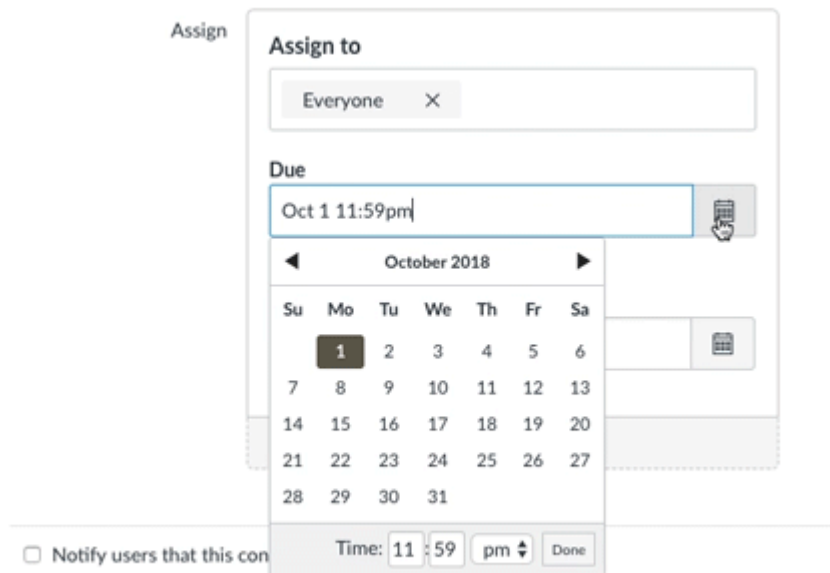 Assign
Assign to
Everyone ×
Due
Oct 1 11:59pm
October 2018
Su Mo Tu We Th Fr Sa
1 2 3 4 5 6
7 8 9 10 11 12 13
14 15 16 17 18 19 20
21 22 23 24 25 26 27
28 29 30 31
Time: 11 : 59 pm Done
Notify users that this con